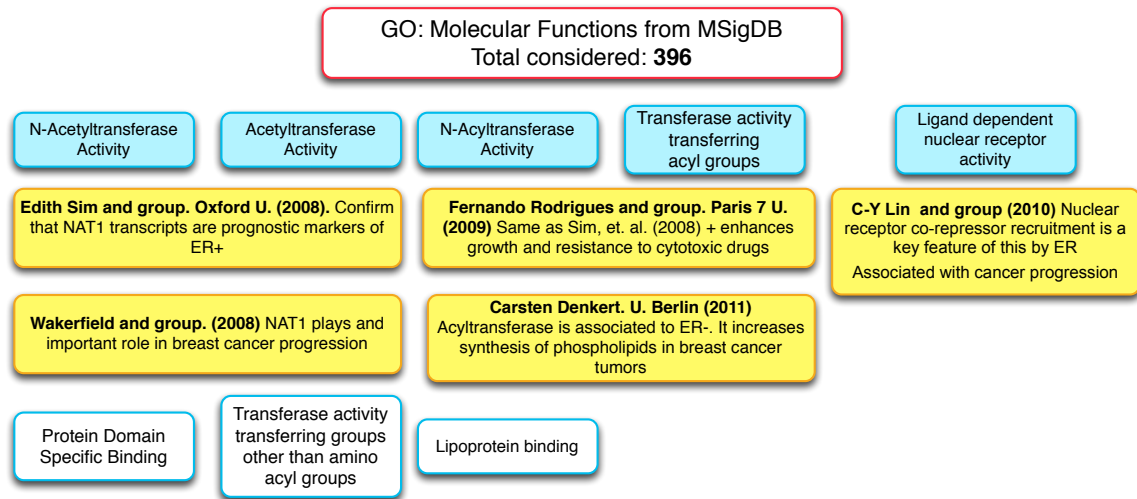 GO: Molecular Functions from MSigDB
Total considered: 396
N-Acetyltransferase
Activity
Acetyltransferase
Activity
N-Acyltransferase
Activity
Transferase activity
transferring
acyl groups
Ligand dependent
nuclear receptor
activity
Edith Sim and group. Oxford U. (2008). Confirm
that NAT1 transcripts are prognostic markers of
ER+
Fernando Rodrigues and group. Paris 7 U.
(2009) Same as Sim, et. al. (2008) + enhances
growth and resistance to cytotoxic drugs
C-Y Lin and group (2010) Nuclear
receptor co-repressor recruitment is a
key feature of this by ER
Associated with cancer progression
Wakerfield and group. (2008) NAT1 plays and
important role in breast cancer progression
Carsten Denkert. U. Berlin (2011)
Acyltransferase is associated to ER-. It increases
synthesis of phospholipids in breast cancer
tumors
Protein Domain
Specific Binding
Transferase activity
transferring groups
other than amino
acyl groups
Lipoprotein binding